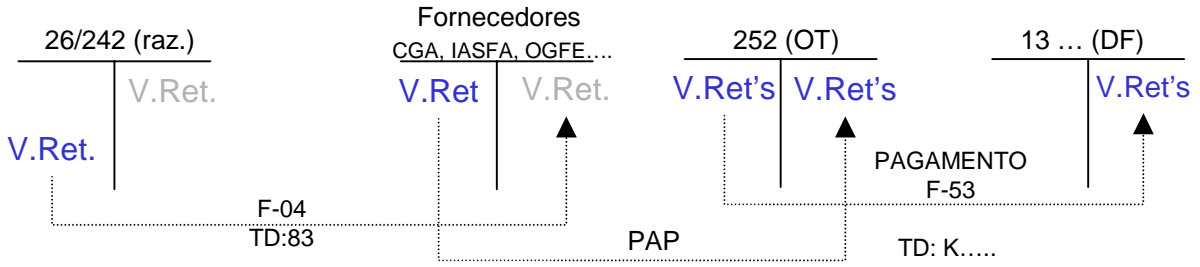 Fornecedores
26/242 (raz.)
CGA, IASFA, OGFE….
252 (OT)
13 … (DF)
V.Ret.
V.Ret
V.Ret.
V.Ret's
V.Ret's
V.Ret's
V.Ret.
PAGAMENTO
F-53
F-04
TD:83
PAP
TD: K…..